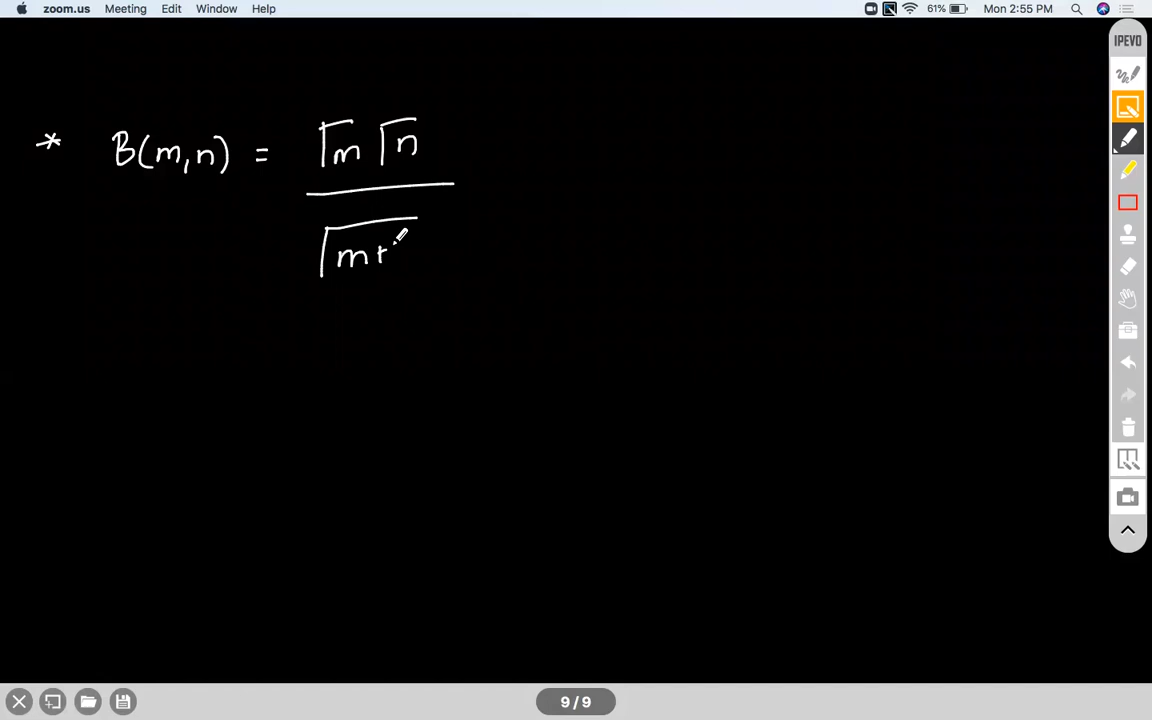 zoom.us Meeting Edit Window Help 61% Mon 2:55 PM
IPEVO
* B(m,n) = Γm Γn
Γm+
9 / 9